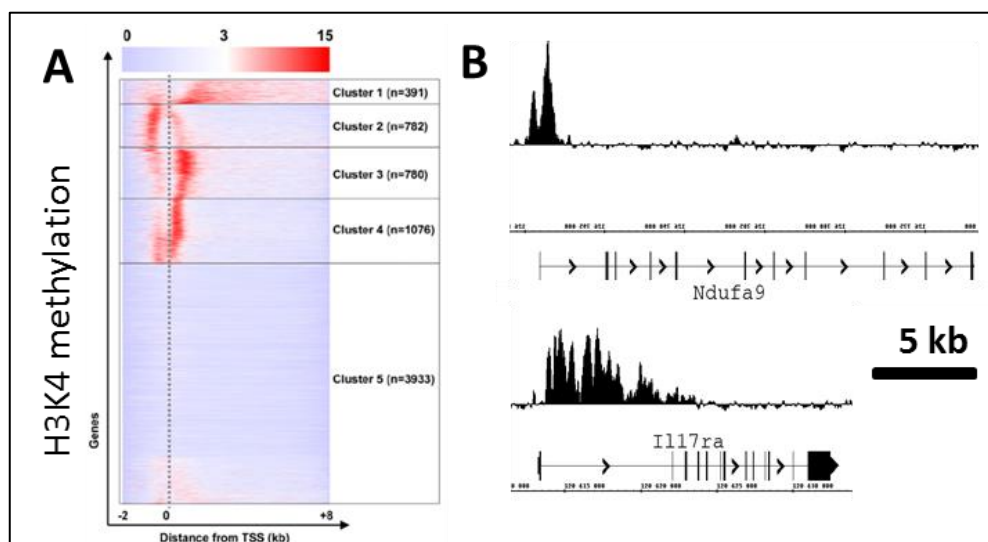 A
0 3 15
Cluster 1 (n=391)
Cluster 2 (n=782)
Cluster 3 (n=780)
Cluster 4 (n=1076)
Cluster 5 (n=3933)
H3K4 methylation
Genes
-2 0 +8
Distance from TSS (kb)
B
Ndufa9
5 kb
Il17ra